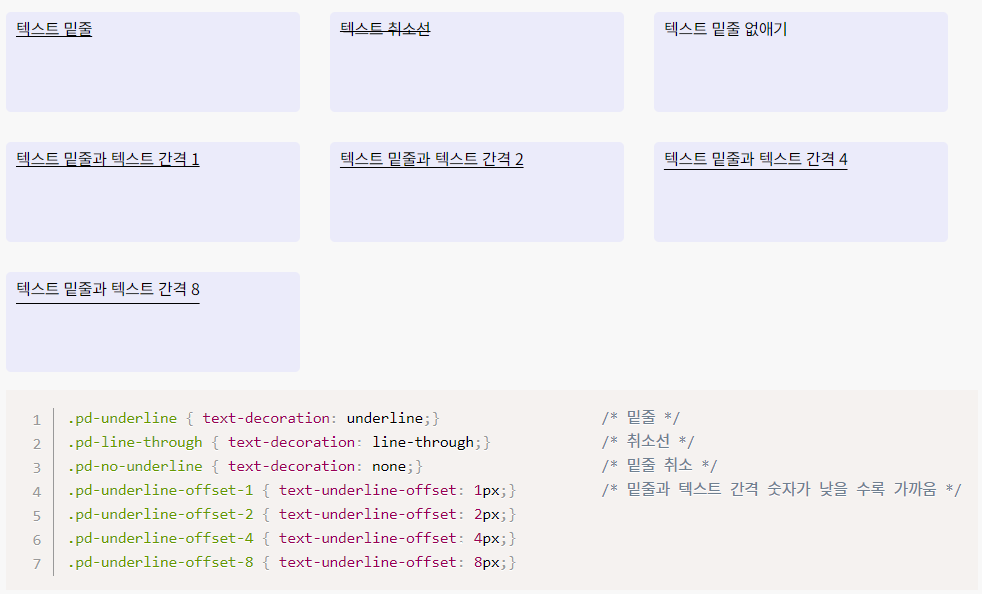 텍스트 밑줄
텍스트 취소선
텍스트 밑줄 없애기
텍스트 밑줄과 텍스트 간격 1
텍스트 밑줄과 텍스트 간격 2
텍스트 밑줄과 텍스트 간격 4
텍스트 밑줄과 텍스트 간격 8
1 .pd-underline { text-decoration: underline;} /* 밑줄 */
2 .pd-line-through { text-decoration: line-through;} /* 취소선 */
3 .pd-no-underline { text-decoration: none;} /* 밑줄 취소 */
4 .pd-underline-offset-1 { text-underline-offset: 1px;} /* 밑줄과 텍스트 간격 숫자가 낮을 수록 가까움 */
5 .pd-underline-offset-2 { text-underline-offset: 2px;}
6 .pd-underline-offset-4 { text-underline-offset: 4px;}
7 .pd-underline-offset-8 { text-underline-offset: 8px;}